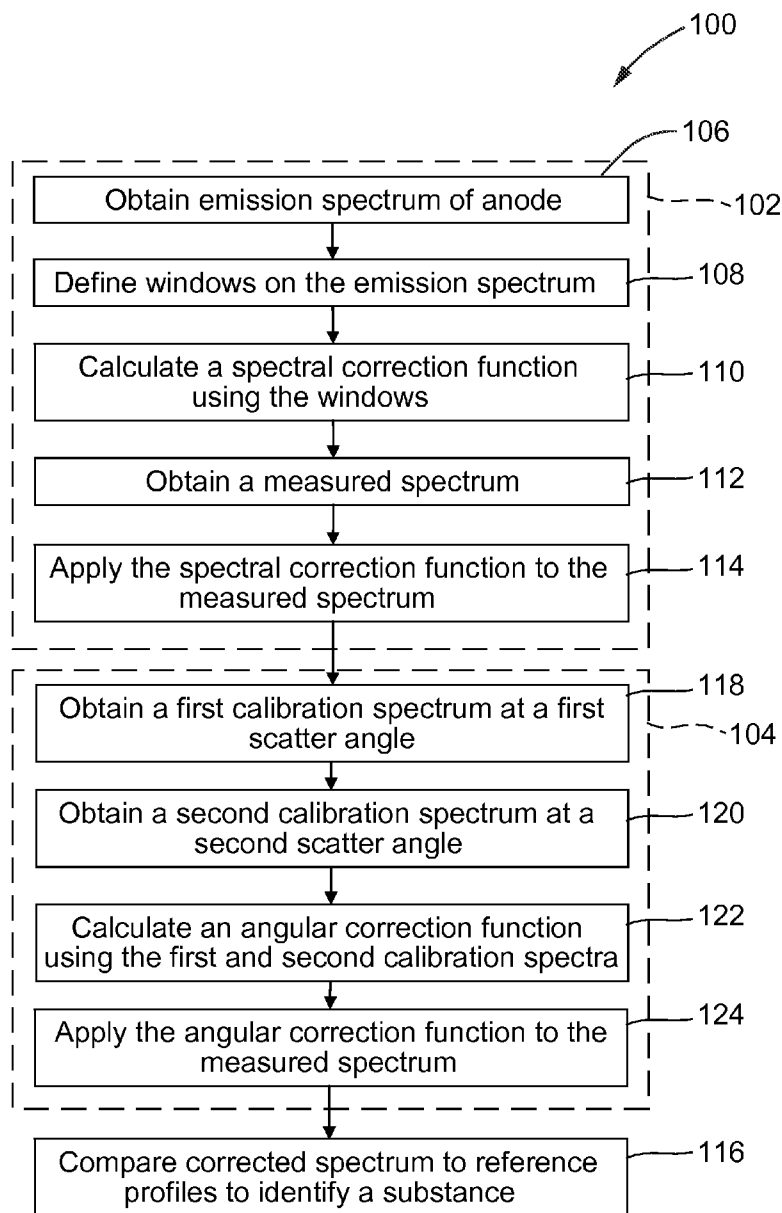 100
106
Obtain emission spectrum of anode
102
Define windows on the emission spectrum
108
Calculate a spectral correction function
using the windows
110
Obtain a measured spectrum
112
Apply the spectral correction function to the
measured spectrum
114
Obtain a first calibration spectrum at a first
scatter angle
118
104
Obtain a second calibration spectrum at a
second scatter angle
120
Calculate an angular correction function
using the first and second calibration spectra
122
Apply the angular correction function to the
measured spectrum
124
Compare corrected spectrum to reference
profiles to identify a substance
116